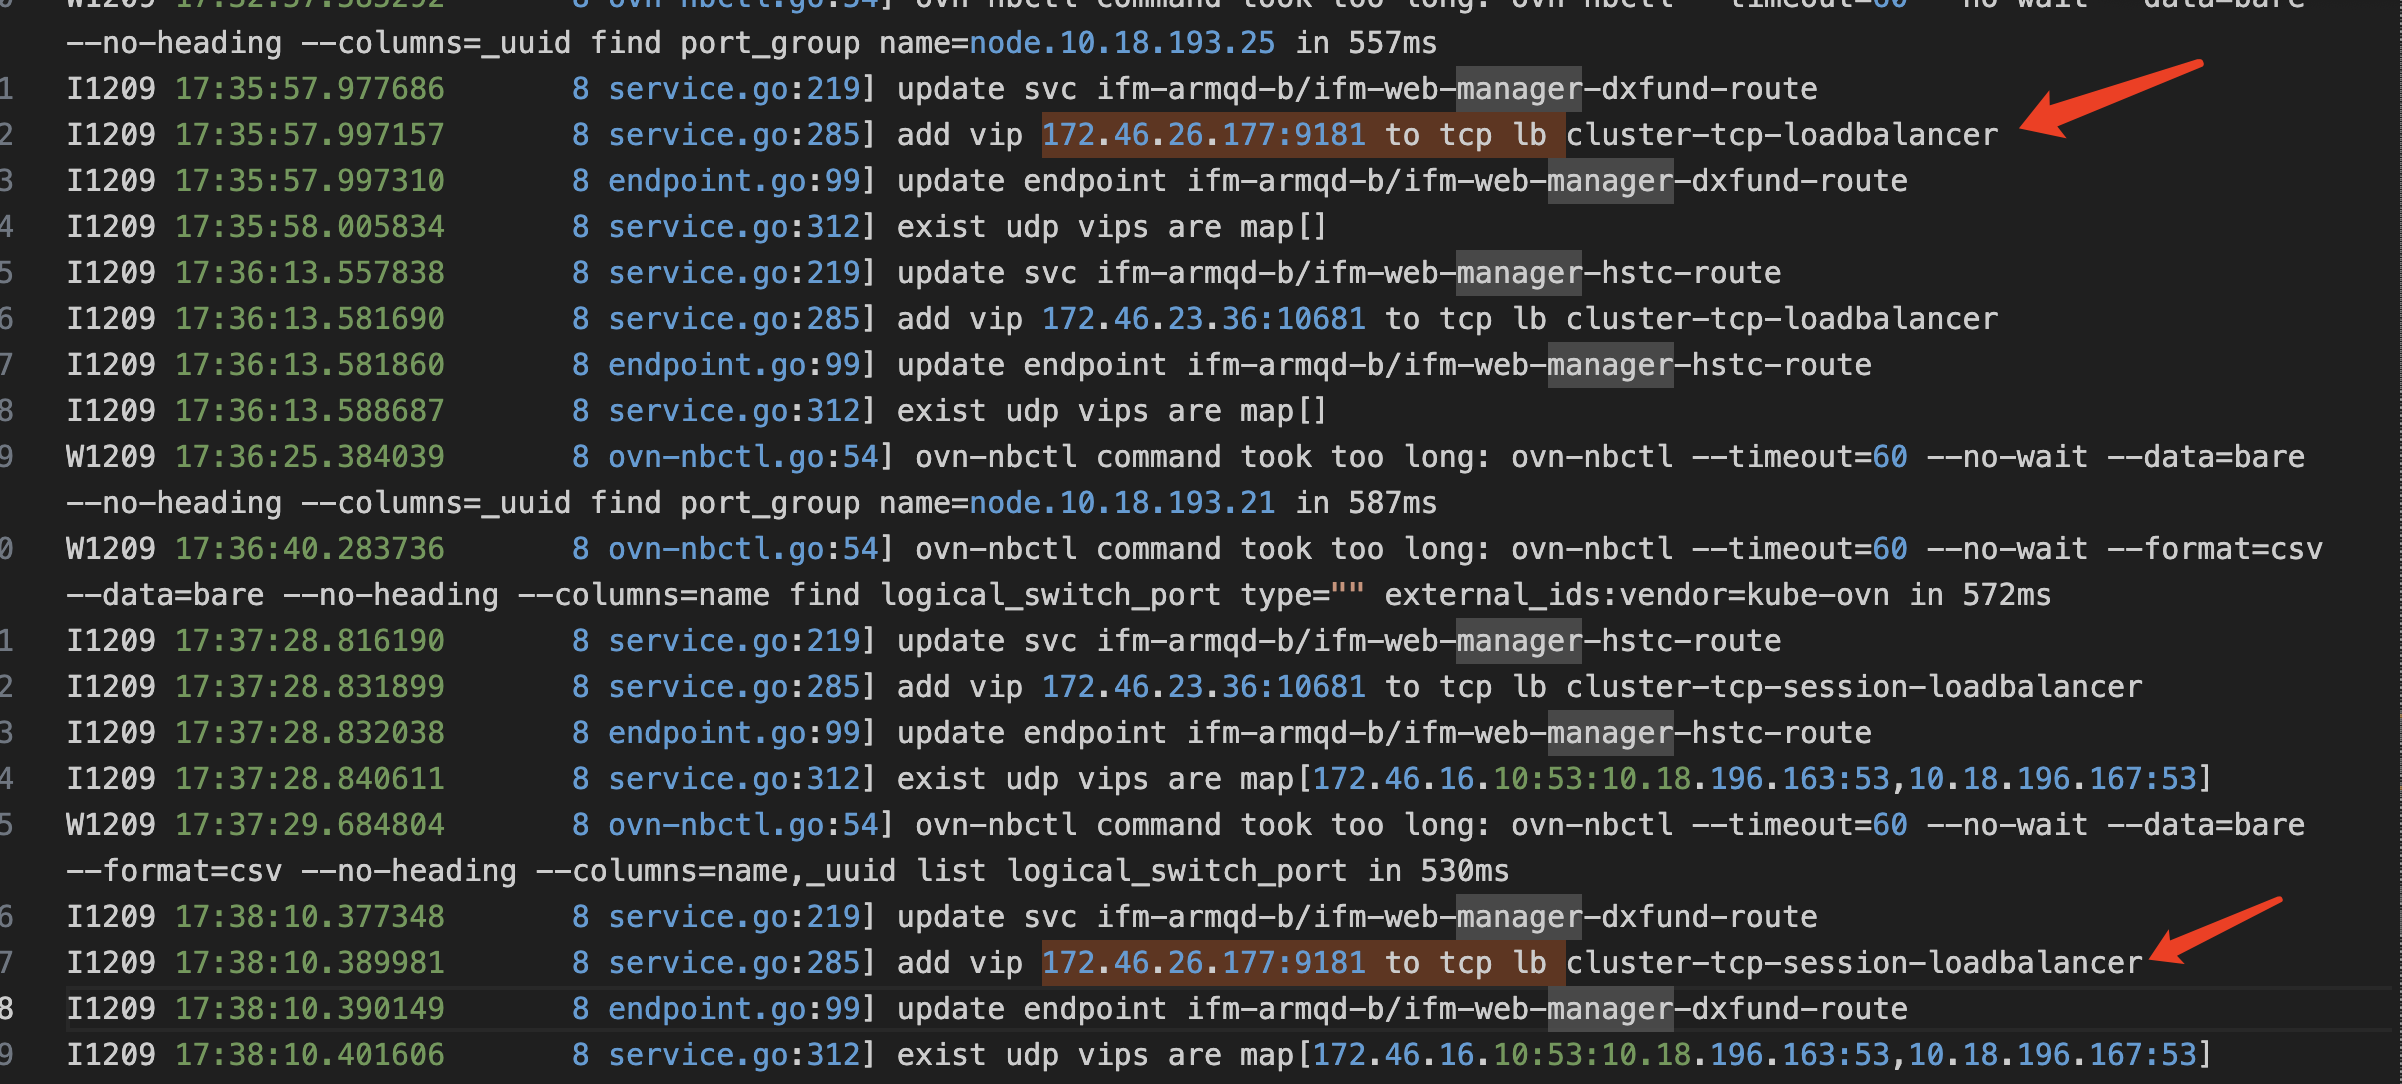 W1209 17:32:57.585292 8 ovn-nbctl.go:54] ovn-nbctl command took too long: ovn-nbctl --timeout=60 --no-wait --data=bare
--no-heading --columns=_uuid find port_group name=node.10.18.193.25 in 557ms
1 I1209 17:35:57.977686 8 service.go:219] update svc ifm-armqd-b/ifm-web-manager-dxfund-route
2 I1209 17:35:57.997157 8 service.go:285] add vip 172.46.26.177:9181 to tcp lb cluster-tcp-loadbalancer
3 I1209 17:35:57.997310 8 endpoint.go:99] update endpoint ifm-armqd-b/ifm-web-manager-dxfund-route
4 I1209 17:35:58.005834 8 service.go:312] exist udp vips are map[]
5 I1209 17:36:13.557838 8 service.go:219] update svc ifm-armqd-b/ifm-web-manager-hstc-route
6 I1209 17:36:13.581690 8 service.go:285] add vip 172.46.23.36:10681 to tcp lb cluster-tcp-loadbalancer
7 I1209 17:36:13.581860 8 endpoint.go:99] update endpoint ifm-armqd-b/ifm-web-manager-hstc-route
8 I1209 17:36:13.588687 8 service.go:312] exist udp vips are map[]
9 W1209 17:36:25.384039 8 ovn-nbctl.go:54] ovn-nbctl command took too long: ovn-nbctl --timeout=60 --no-wait --data=bare
--no-heading --columns=_uuid find port_group name=node.10.18.193.21 in 587ms
0 W1209 17:36:40.283736 8 ovn-nbctl.go:54] ovn-nbctl command took too long: ovn-nbctl --timeout=60 --no-wait --format=csv
--data=bare --no-heading --columns=name find logical_switch_port type="" external_ids:vendor=kube-ovn in 572ms
1 I1209 17:37:28.816190 8 service.go:219] update svc ifm-armqd-b/ifm-web-manager-hstc-route
2 I1209 17:37:28.831899 8 service.go:285] add vip 172.46.23.36:10681 to tcp lb cluster-tcp-session-loadbalancer
3 I1209 17:37:28.832038 8 endpoint.go:99] update endpoint ifm-armqd-b/ifm-web-manager-hstc-route
4 I1209 17:37:28.840611 8 service.go:312] exist udp vips are map[172.46.16.10:53:10.18.196.163:53,10.18.196.167:53]
5 W1209 17:37:29.684804 8 ovn-nbctl.go:54] ovn-nbctl command took too long: ovn-nbctl --timeout=60 --no-wait --data=bare
--format=csv --no-heading --columns=name,_uuid list logical_switch_port in 530ms
6 I1209 17:38:10.377348 8 service.go:219] update svc ifm-armqd-b/ifm-web-manager-dxfund-route
7 I1209 17:38:10.389981 8 service.go:285] add vip 172.46.26.177:9181 to tcp lb cluster-tcp-session-loadbalancer
8 I1209 17:38:10.390149 8 endpoint.go:99] update endpoint ifm-armqd-b/ifm-web-manager-dxfund-route
9 I1209 17:38:10.401606 8 service.go:312] exist udp vips are map[172.46.16.10:53:10.18.196.163:53,10.18.196.167:53]